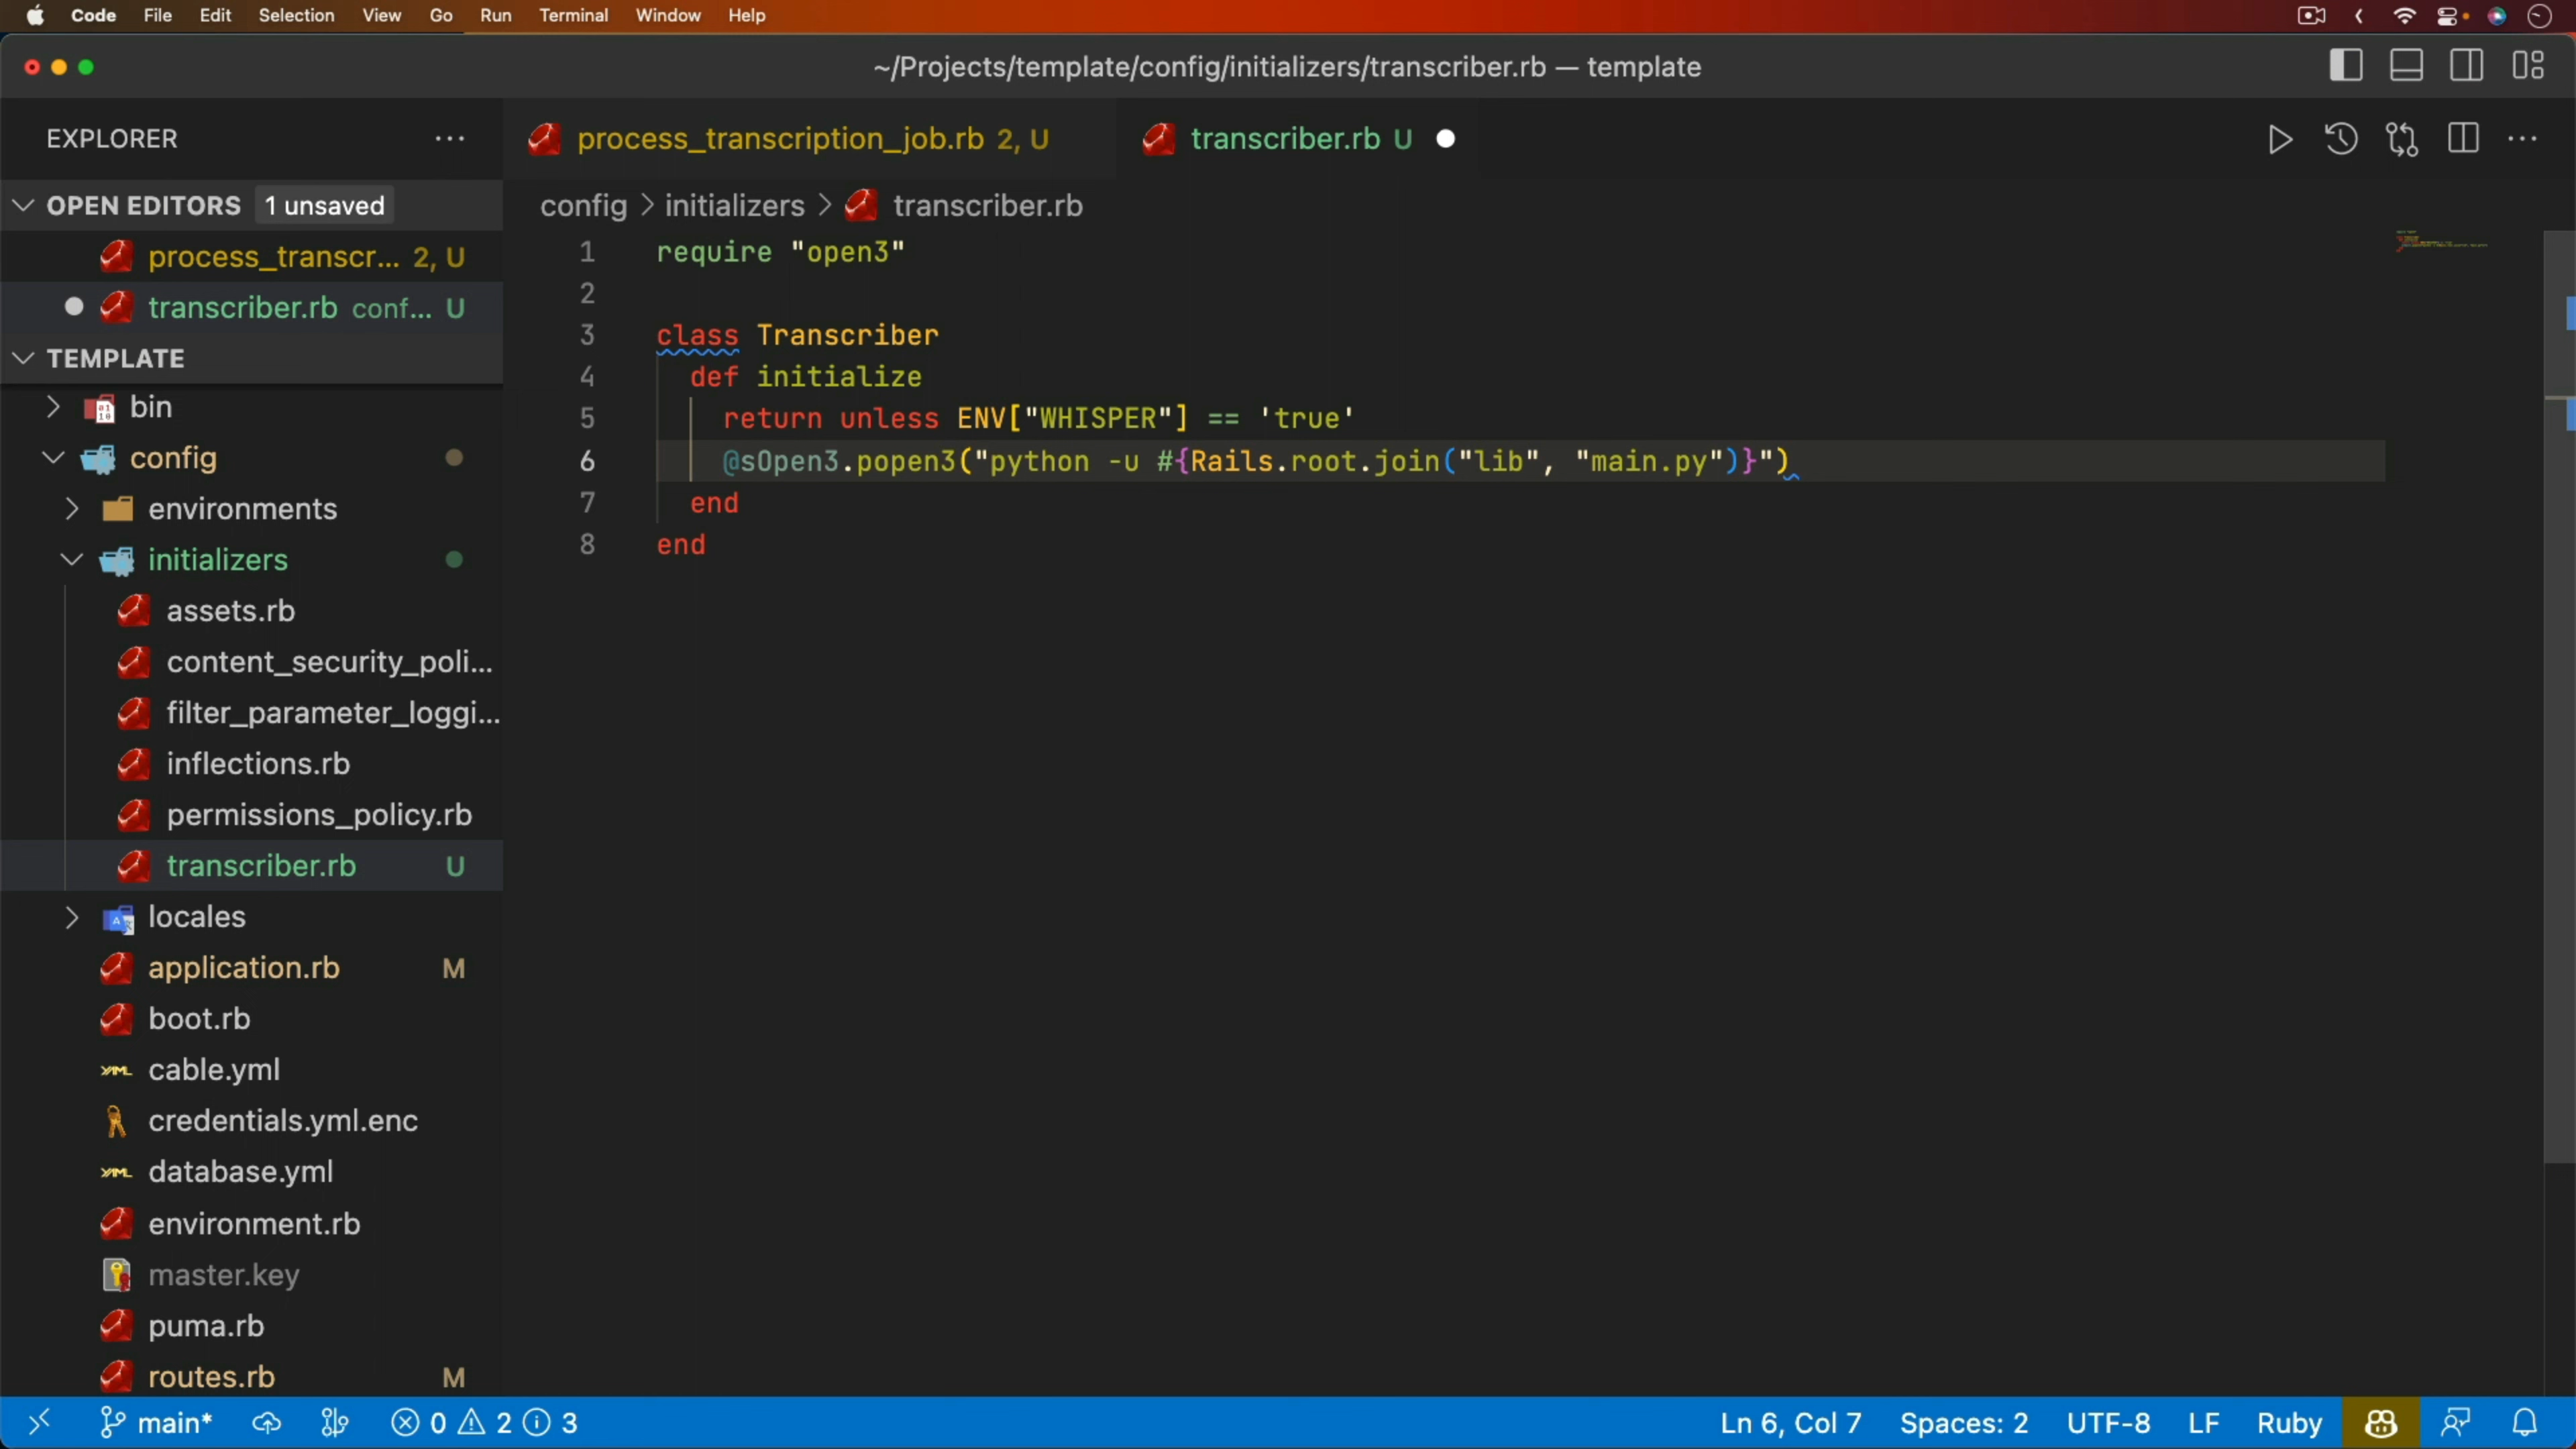 Code File Edit Selection View Go Run Terminal Window Help
~/Projects/template/config/initializers/transcriber.rb — template
EXPLORER
process_transcription_job.rb 2, U
transcriber.rb U
OPEN EDITORS 1 unsaved
process_transcr... 2, U
transcriber.rb conf... U
TEMPLATE
bin
config
environments
initializers
assets.rb
content_security_poli...
filter_parameter_loggi...
inflections.rb
permissions_policy.rb
transcriber.rb U
locales
application.rb M
boot.rb
cable.yml
credentials.yml.enc
database.yml
environment.rb
master.key
puma.rb
routes.rb M
config > initializers > transcriber.rb
1 require "open3"
2
3 class Transcriber
4 def initialize
5 return unless ENV["WHISPER"] == 'true'
6 @sOpen3.popen3("python -u #{Rails.root.join("lib", "main.py")}")
7 end
8 end
main* 0 2 3
Ln 6, Col 7 Spaces: 2 UTF-8 LF Ruby